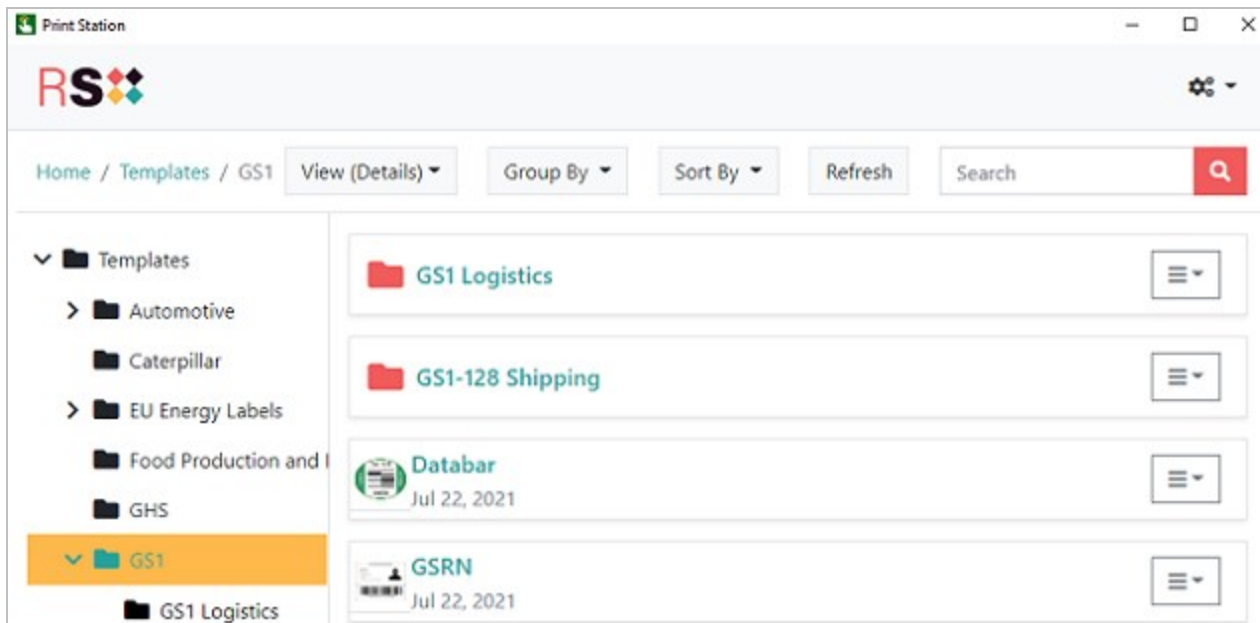 Print Station
RS
Home / Templates / GS1 View (Details) Group By Sort By Refresh Search
Templates
Automotive
Caterpillar
EU Energy Labels
Food Production and
GHS
GS1
GS1 Logistics
GS1 Logistics
GS1-128 Shipping
Databar
Jul 22, 2021
GSRN
Jul 22, 2021